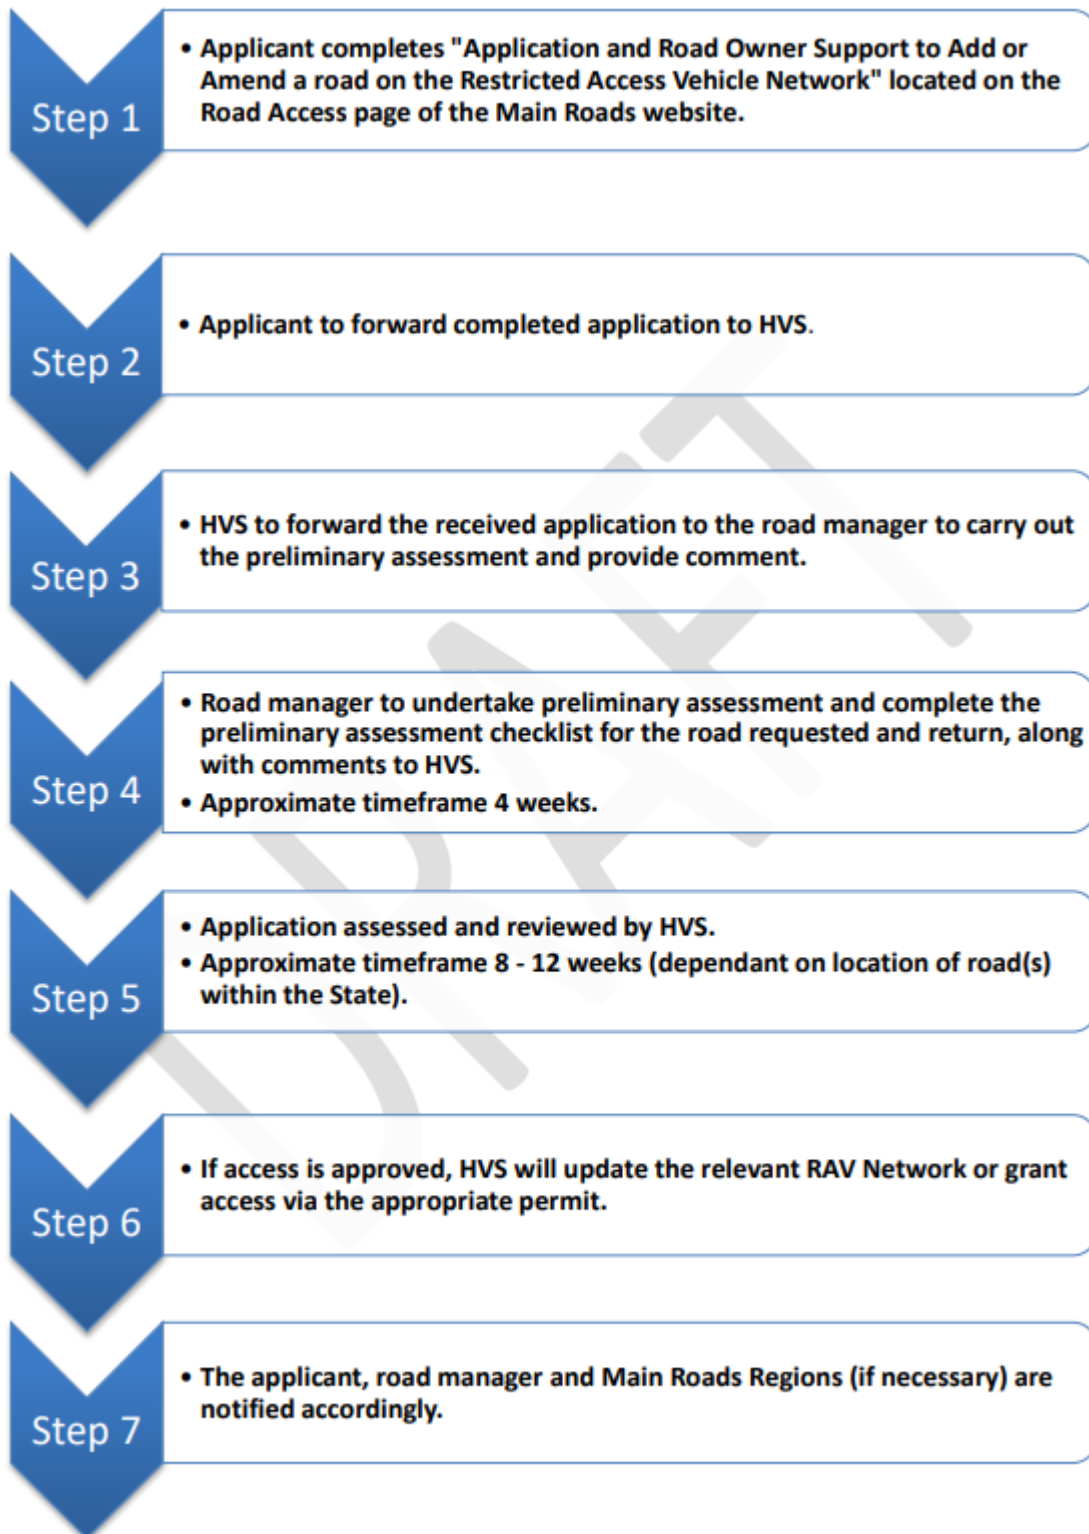 Step 1
• Applicant completes "Application and Road Owner Support to Add or
Amend a road on the Restricted Access Vehicle Network" located on the
Road Access page of the Main Roads website.
Step 2
• Applicant to forward completed application to HVS.
Step 3
• HVS to forward the received application to the road manager to carry out
the preliminary assessment and provide comment.
Step 4
• Road manager to undertake preliminary assessment and complete the
preliminary assessment checklist for the road requested and return, along
with comments to HVS.
• Approximate timeframe 4 weeks.
Step 5
• Application assessed and reviewed by HVS.
• Approximate timeframe 8 - 12 weeks (dependant on location of road(s)
within the State).
Step 6
• If access is approved, HVS will update the relevant RAV Network or grant
access via the appropriate permit.
Step 7
• The applicant, road manager and Main Roads Regions (if necessary) are
notified accordingly.
DRAFT